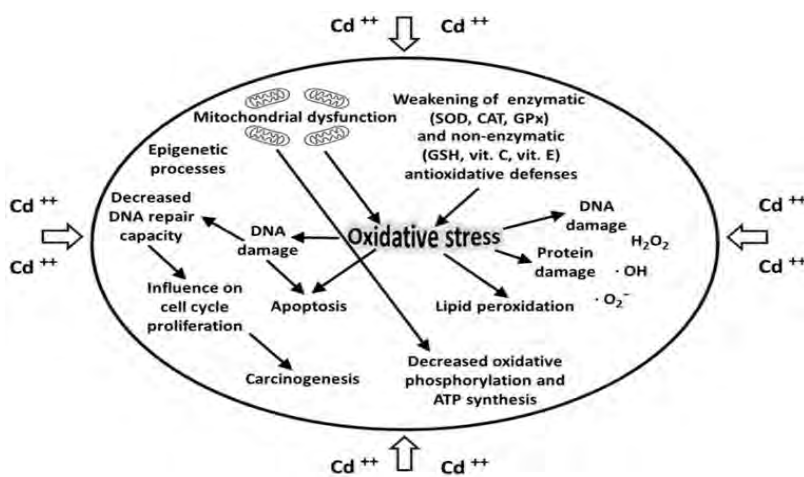 Cd ++ Cd ++
Mitochondrial dysfunction
Weakening of enzymatic
(SOD, CAT, GPx)
and non-enzymatic
(GSH, vit. C, vit. E)
antioxidative defenses
Epigenetic
processes
Cd ++
Cd ++
Decreased
DNA repair
capacity
DNA
damage
Oxidative stress
DNA
damage
Protein
damage
H₂O₂
· OH
· O₂⁻
Cd ++
Cd ++
Influence on
cell cycle
proliferation
Apoptosis
Lipid peroxidation
Carcinogenesis
Decreased oxidative
phosphorylation and
ATP synthesis
Cd ++ Cd ++